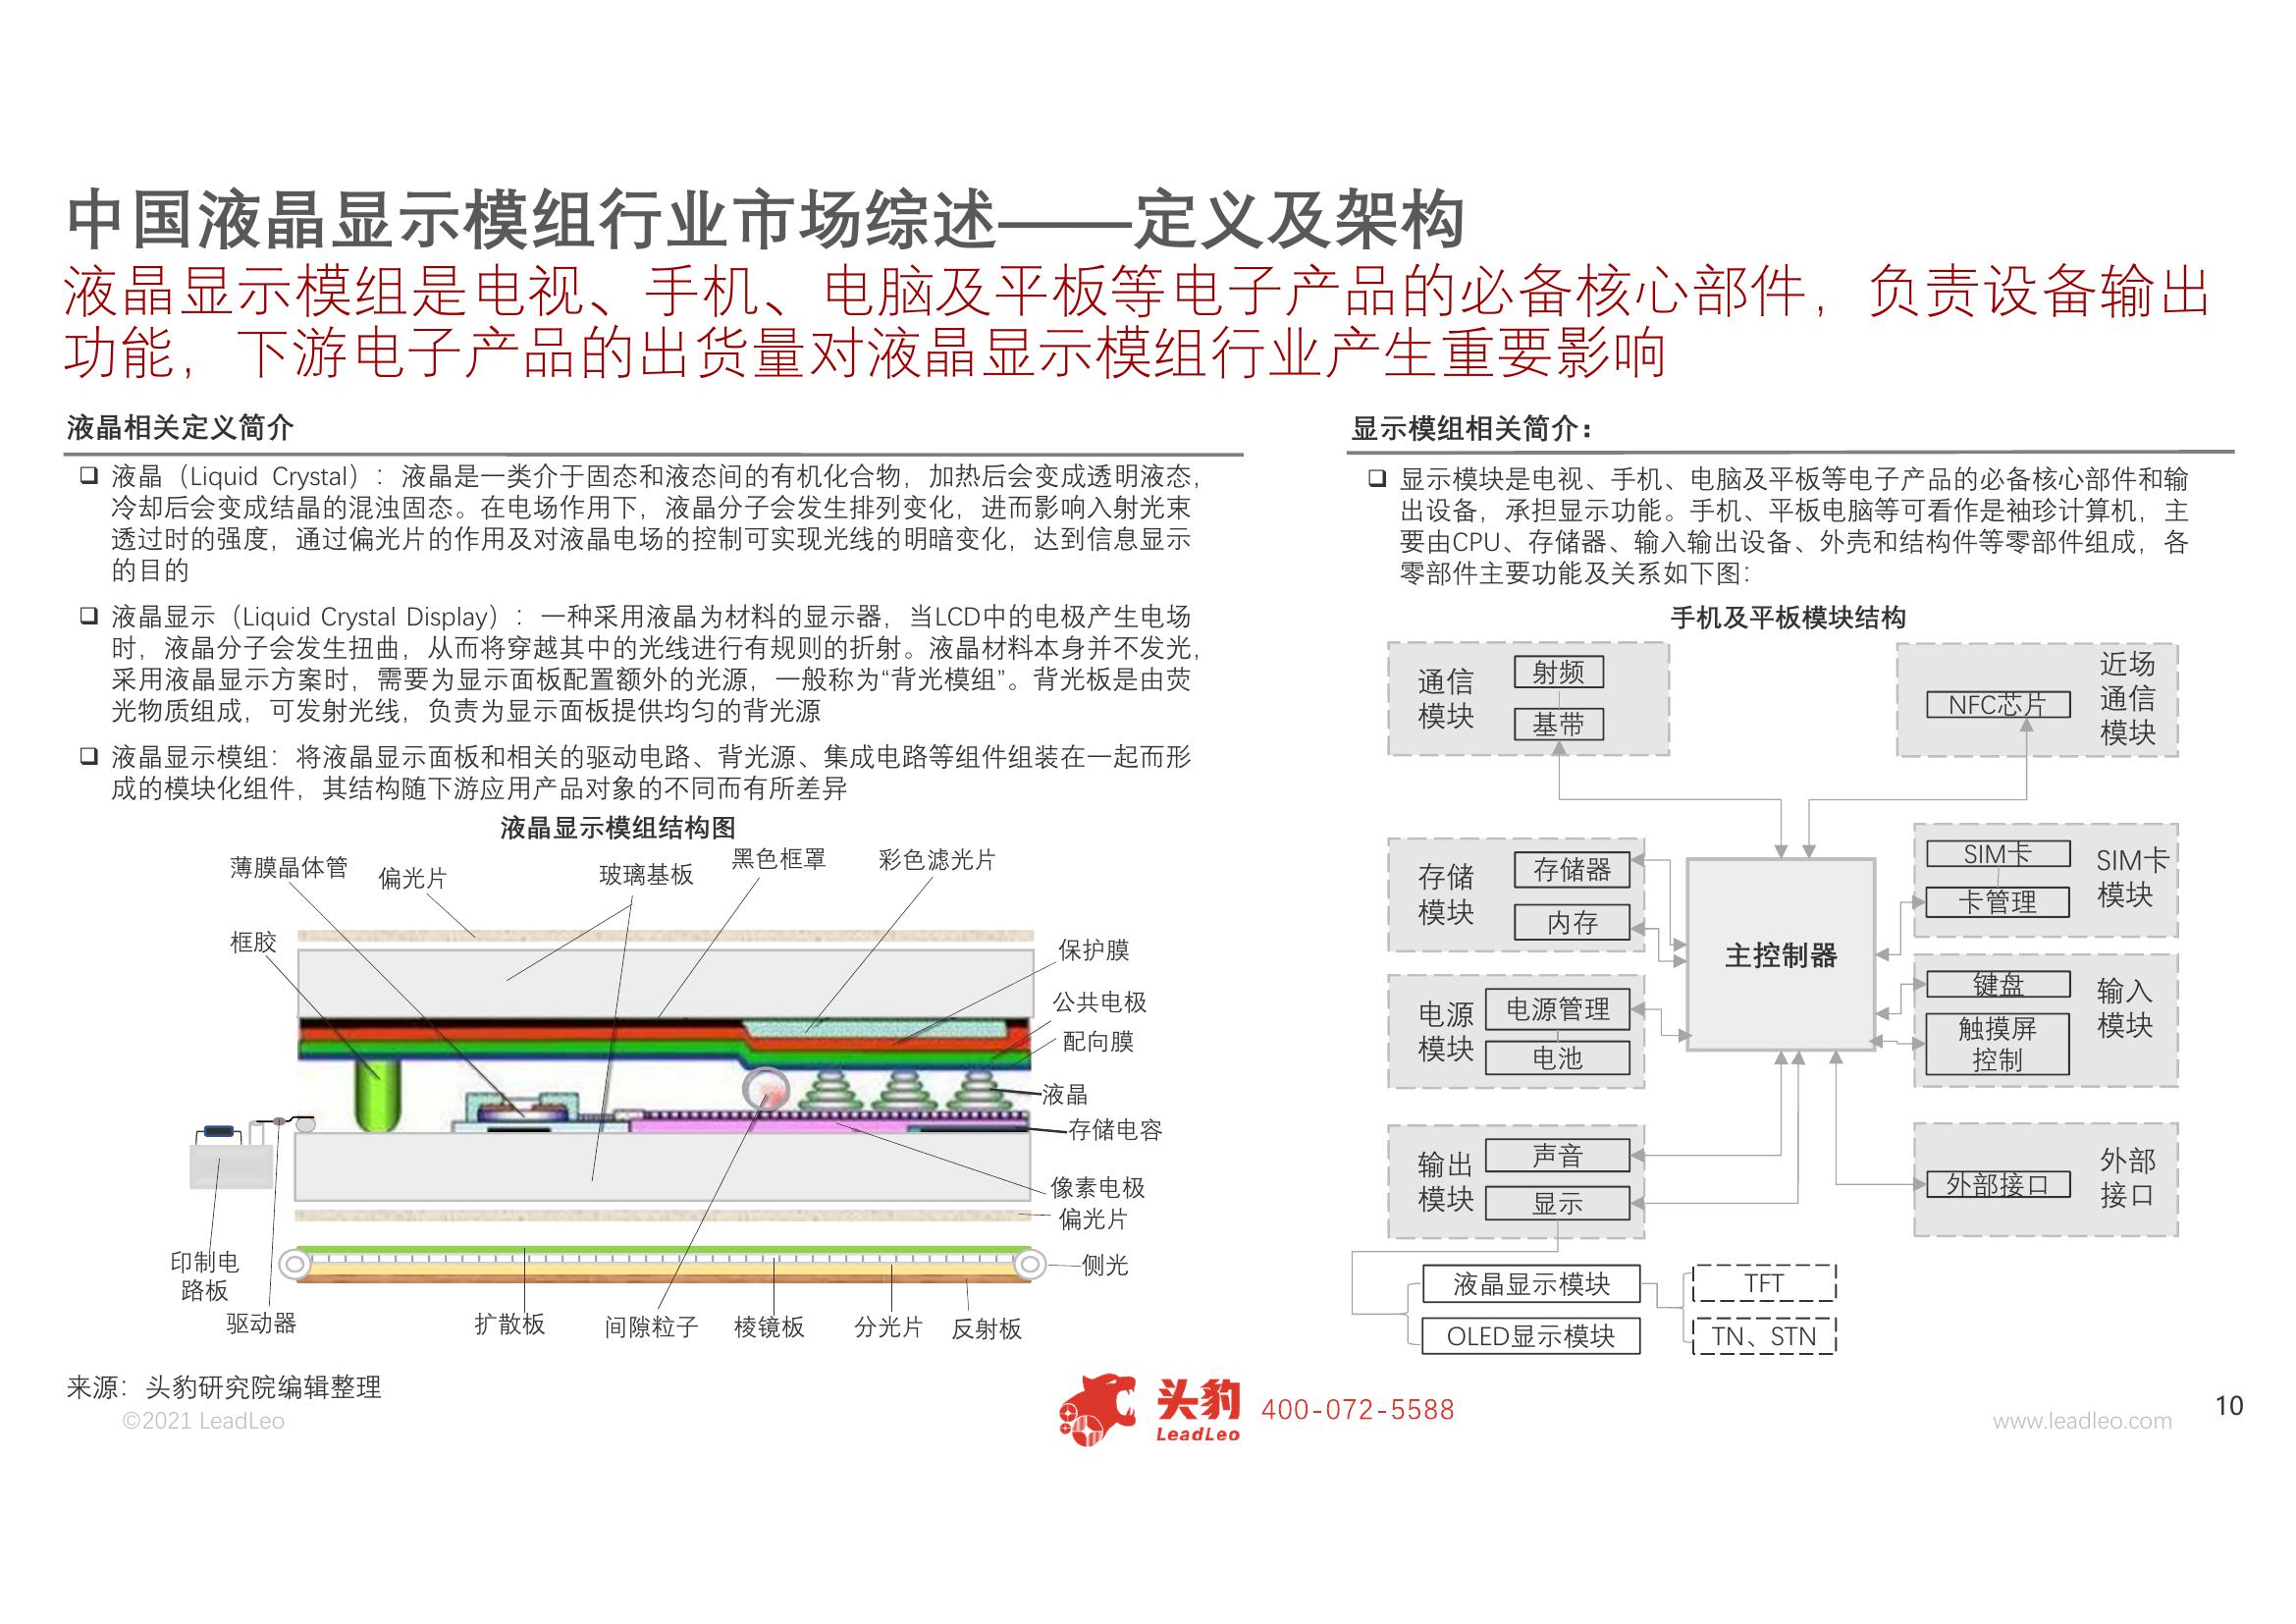 中国液晶显示模组行业市场综述——定义及架构
液晶显示模组是电视、手机、电脑及平板等电子产品的必备核心部件，负责设备输出
功能，下游电子产品的出货量对液晶显示模组行业产生重要影响
液晶相关定义简介
❑ 液晶（Liquid Crystal）：液晶是一类介于固态和液态间的有机化合物，加热后会变成透明液态，
冷却后会变成结晶的混浊固态。在电场作用下，液晶分子会发生排列变化，进而影响入射光束
透过时的强度，通过偏光片的作用及对液晶电场的控制可实现光线的明暗变化，达到信息显示
的目的
❑ 液晶显示（Liquid Crystal Display）：一种采用液晶为材料的显示器，当LCD中的电极产生电场
时，液晶分子会发生扭曲，从而将穿越其中的光线进行有规则的折射。液晶材料本身并不发光，
采用液晶显示方案时，需要为显示面板配置额外的光源，一般称为“背光模组”。背光板是由荧
光物质组成，可发射光线，负责为显示面板提供均匀的背光源
❑ 液晶显示模组：将液晶显示面板和相关的驱动电路、背光源、集成电路等组件组装在一起而形
成的模块化组件，其结构随下游应用产品对象的不同而有所差异
液晶显示模组结构图
薄膜晶体管
偏光片
玻璃基板
黑色框罩
彩色滤光片
框胶
保护膜
公共电极
配向膜
液晶
存储电容
像素电极
偏光片
侧光
印制电
路板
驱动器
扩散板
间隙粒子
棱镜板
分光片
反射板
显示模组相关简介：
❑ 显示模块是电视、手机、电脑及平板等电子产品的必备核心部件和输
出设备，承担显示功能。手机、平板电脑等可看作是袖珍计算机，主
要由CPU、存储器、输入输出设备、外壳和结构件等零部件组成，各
零部件主要功能及关系如下图：
手机及平板模块结构
通信
模块
射频
基带
NFC芯片
近场
通信
模块
存储
模块
存储器
内存
主控制器
SIM卡
卡管理
SIM卡
模块
电源
模块
电源管理
电池
键盘
触摸屏
控制
输入
模块
输出
模块
声音
显示
外部接口
外部
接口
液晶显示模块
OLED显示模块
TFT
TN、STN
来源：头豹研究院编辑整理
©2021 LeadLeo
头豹
LeadLeo
400-072-5588
www.leadleo.com
10